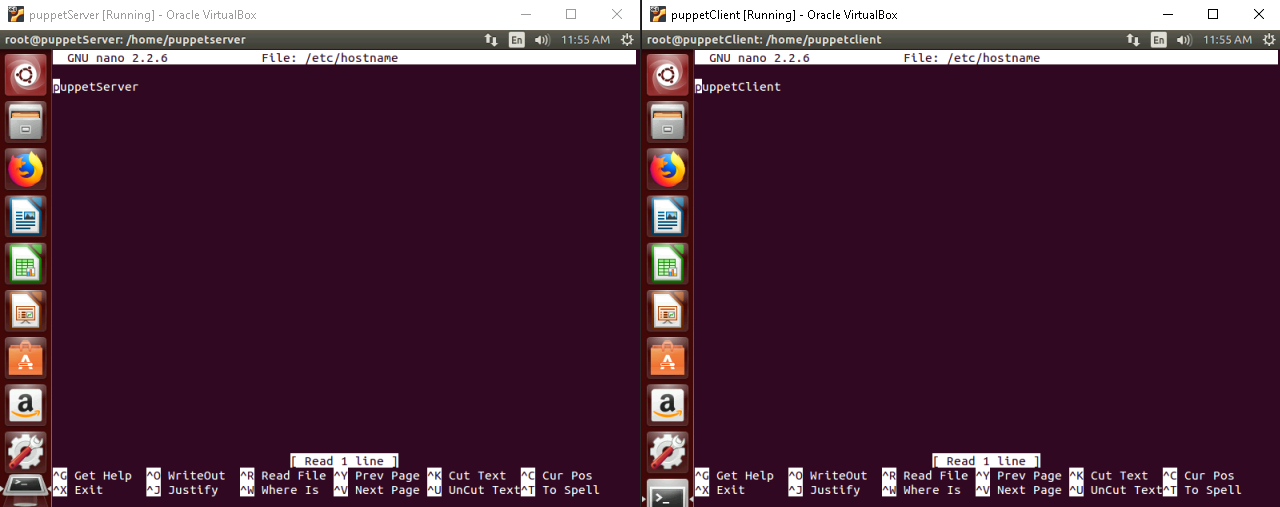 puppetServer [Running] - Oracle VirtualBox
root@puppetServer: /home/puppetserver En 11:55 AM
GNU nano 2.2.6 File: /etc/hostname
puppetServer
[ Read 1 line ]
^G Get Help ^O WriteOut ^R Read File ^Y Prev Page ^K Cut Text ^C Cur Pos
^X Exit ^J Justify ^W Where Is ^V Next Page ^U UnCut Text ^T To Spell
puppetClient [Running] - Oracle VirtualBox
root@puppetClient: /home/puppetclient En 11:55 AM
GNU nano 2.2.6 File: /etc/hostname
puppetClient
[ Read 1 line ]
^G Get Help ^O WriteOut ^R Read File ^Y Prev Page ^K Cut Text ^C Cur Pos
^X Exit ^J Justify ^W Where Is ^V Next Page ^U UnCut Text ^T To Spell